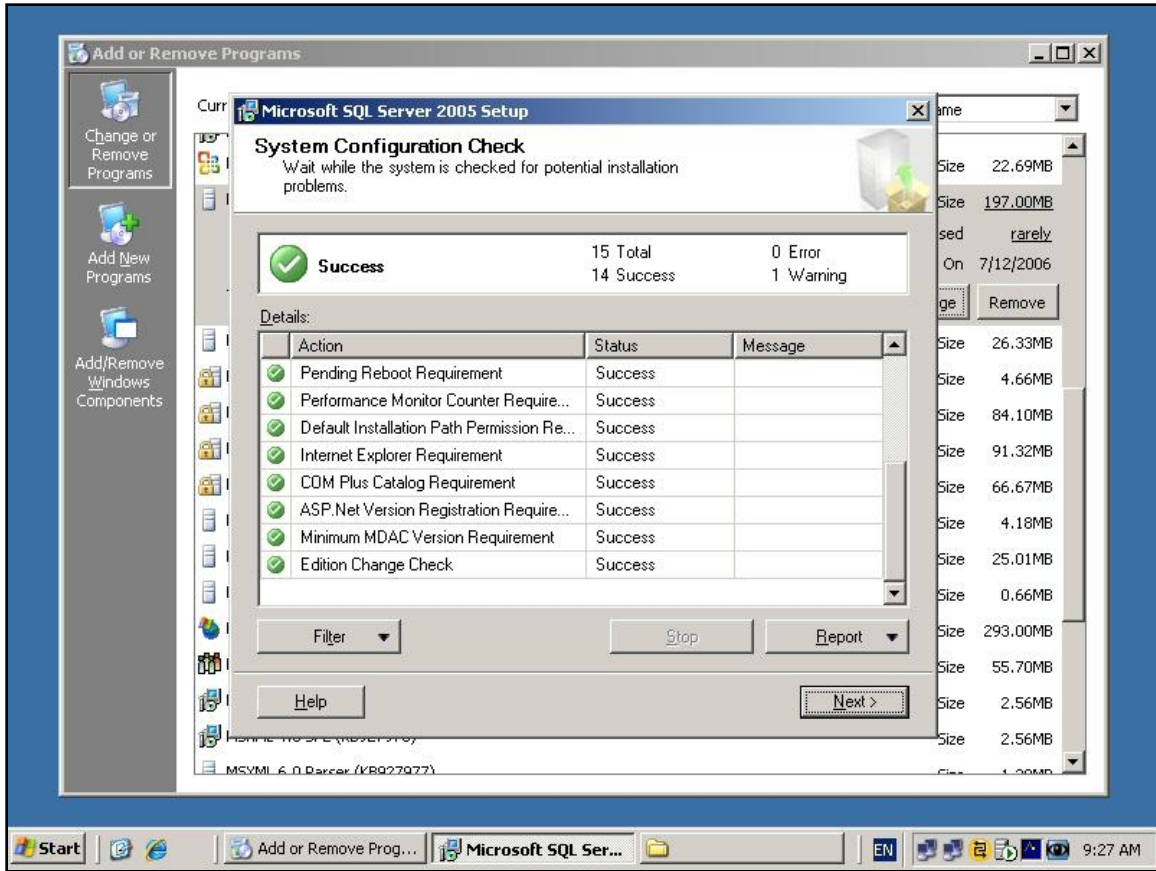 Add or Remove Programs
Change or
Remove
Programs
Add New
Programs
Add/Remove
Windows
Components
Microsoft SQL Server 2005 Setup
System Configuration Check
Wait while the system is checked for potential installation
problems.
Success
15 Total
0 Error
14 Success
1 Warning
Details:
Action Status Message
Pending Reboot Requirement Success
Performance Monitor Counter Require... Success
Default Installation Path Permission Re... Success
Internet Explorer Requirement Success
COM Plus Catalog Requirement Success
ASP.Net Version Registration Require... Success
Minimum MDAC Version Requirement Success
Edition Change Check Success
Filter Stop Report
Help Next >
Size 22.69MB
Size 197.00MB
rarely
On 7/12/2006
Remove
Size 26.33MB
Size 4.66MB
Size 84.10MB
Size 91.32MB
Size 66.67MB
Size 4.18MB
Size 25.01MB
Size 0.66MB
Size 293.00MB
Size 55.70MB
Size 2.56MB
Size 2.56MB
MSXML 6.0 Parser (KB927977)
Start Add or Remove Prog... Microsoft SQL Ser... EN 9:27 AM